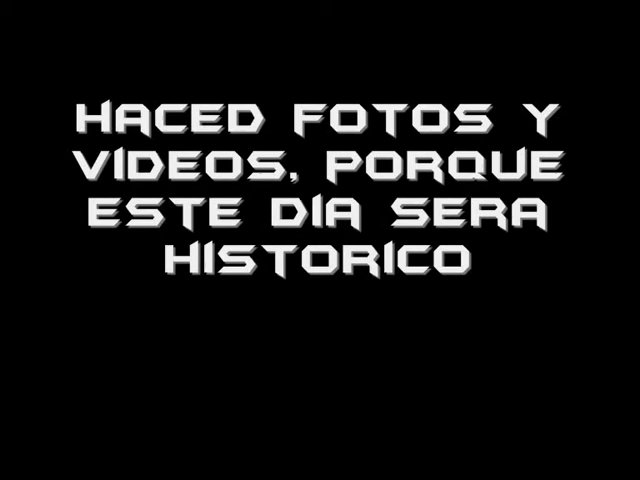 HACED FOTOS Y
VIDEOS, PORQUE
ESTE DIA SERA
HISTORICO